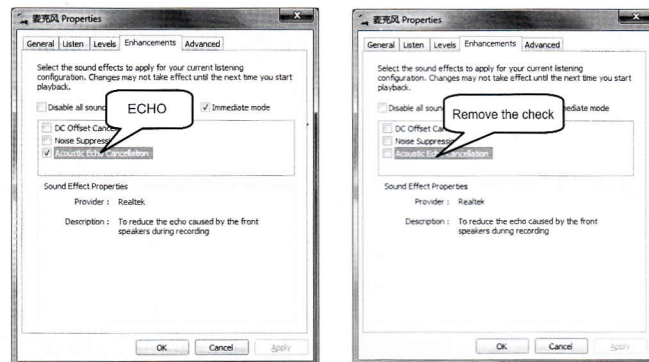 麦克风 Properties
General Listen Levels Enhancements Advanced
Select the sound effects to apply for your current listening
configuration. Changes may not take effect until the next time you start
playback.
Disable all soun
ECHO
Immediate mode
DC Offset Cance
Noise Suppressi
Acoustic Echo Cancellation
Sound Effect Properties
Provider : Realtek
Description : To reduce the echo caused by the front
speakers during recording
OK Cancel Apply
麦克风 Properties
General Listen Levels Enhancements Advanced
Select the sound effects to apply for your current listening
configuration. Changes may not take effect until the next time you start
playback.
Disable all soun
Remove the check
mediate mode
DC Offset Can
Noise Suppress
Acoustic Echo Cancellation
Sound Effect Properties
Provider : Realtek
Description : To reduce the echo caused by the front
speakers during recording
OK Cancel Apply